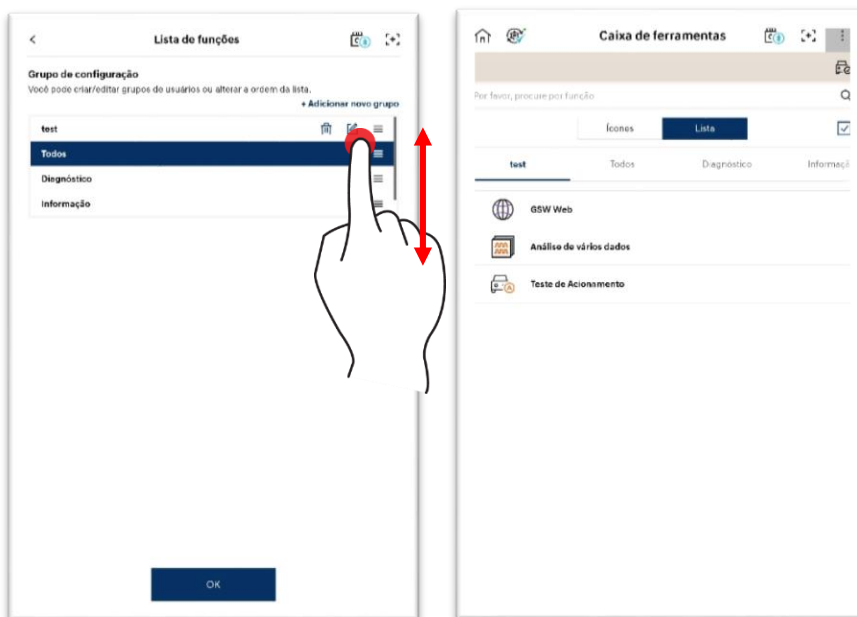 Lista de funções
Grupo de configuração
Você pode criar/editar grupos de usuários ou alterar a ordem da lista.
+ Adicionar novo grupo
test
Todos
Diagnóstico
Informação
OK
Caixa de ferramentas
Por favor, procure por função
Ícones Lista
test Todos Diagnóstico Informaçã
GSW Web
Análise de vários dados
Teste de Acionamento